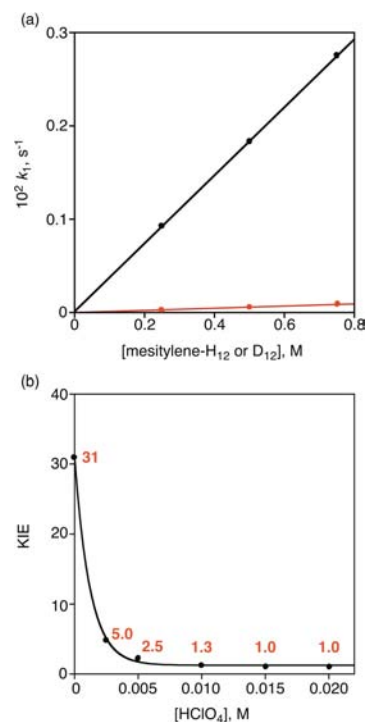 (a)
0.3
0.2
0.1
0
10² k₁, s⁻¹
0 0.2 0.4 0.6 0.8
[mesitylene-H₁₂ or D₁₂], M
(b)
40
30
20
10
0
KIE
31
5.0 2.5 1.3 1.0 1.0
0 0.005 0.010 0.015 0.020
[HClO₄], M